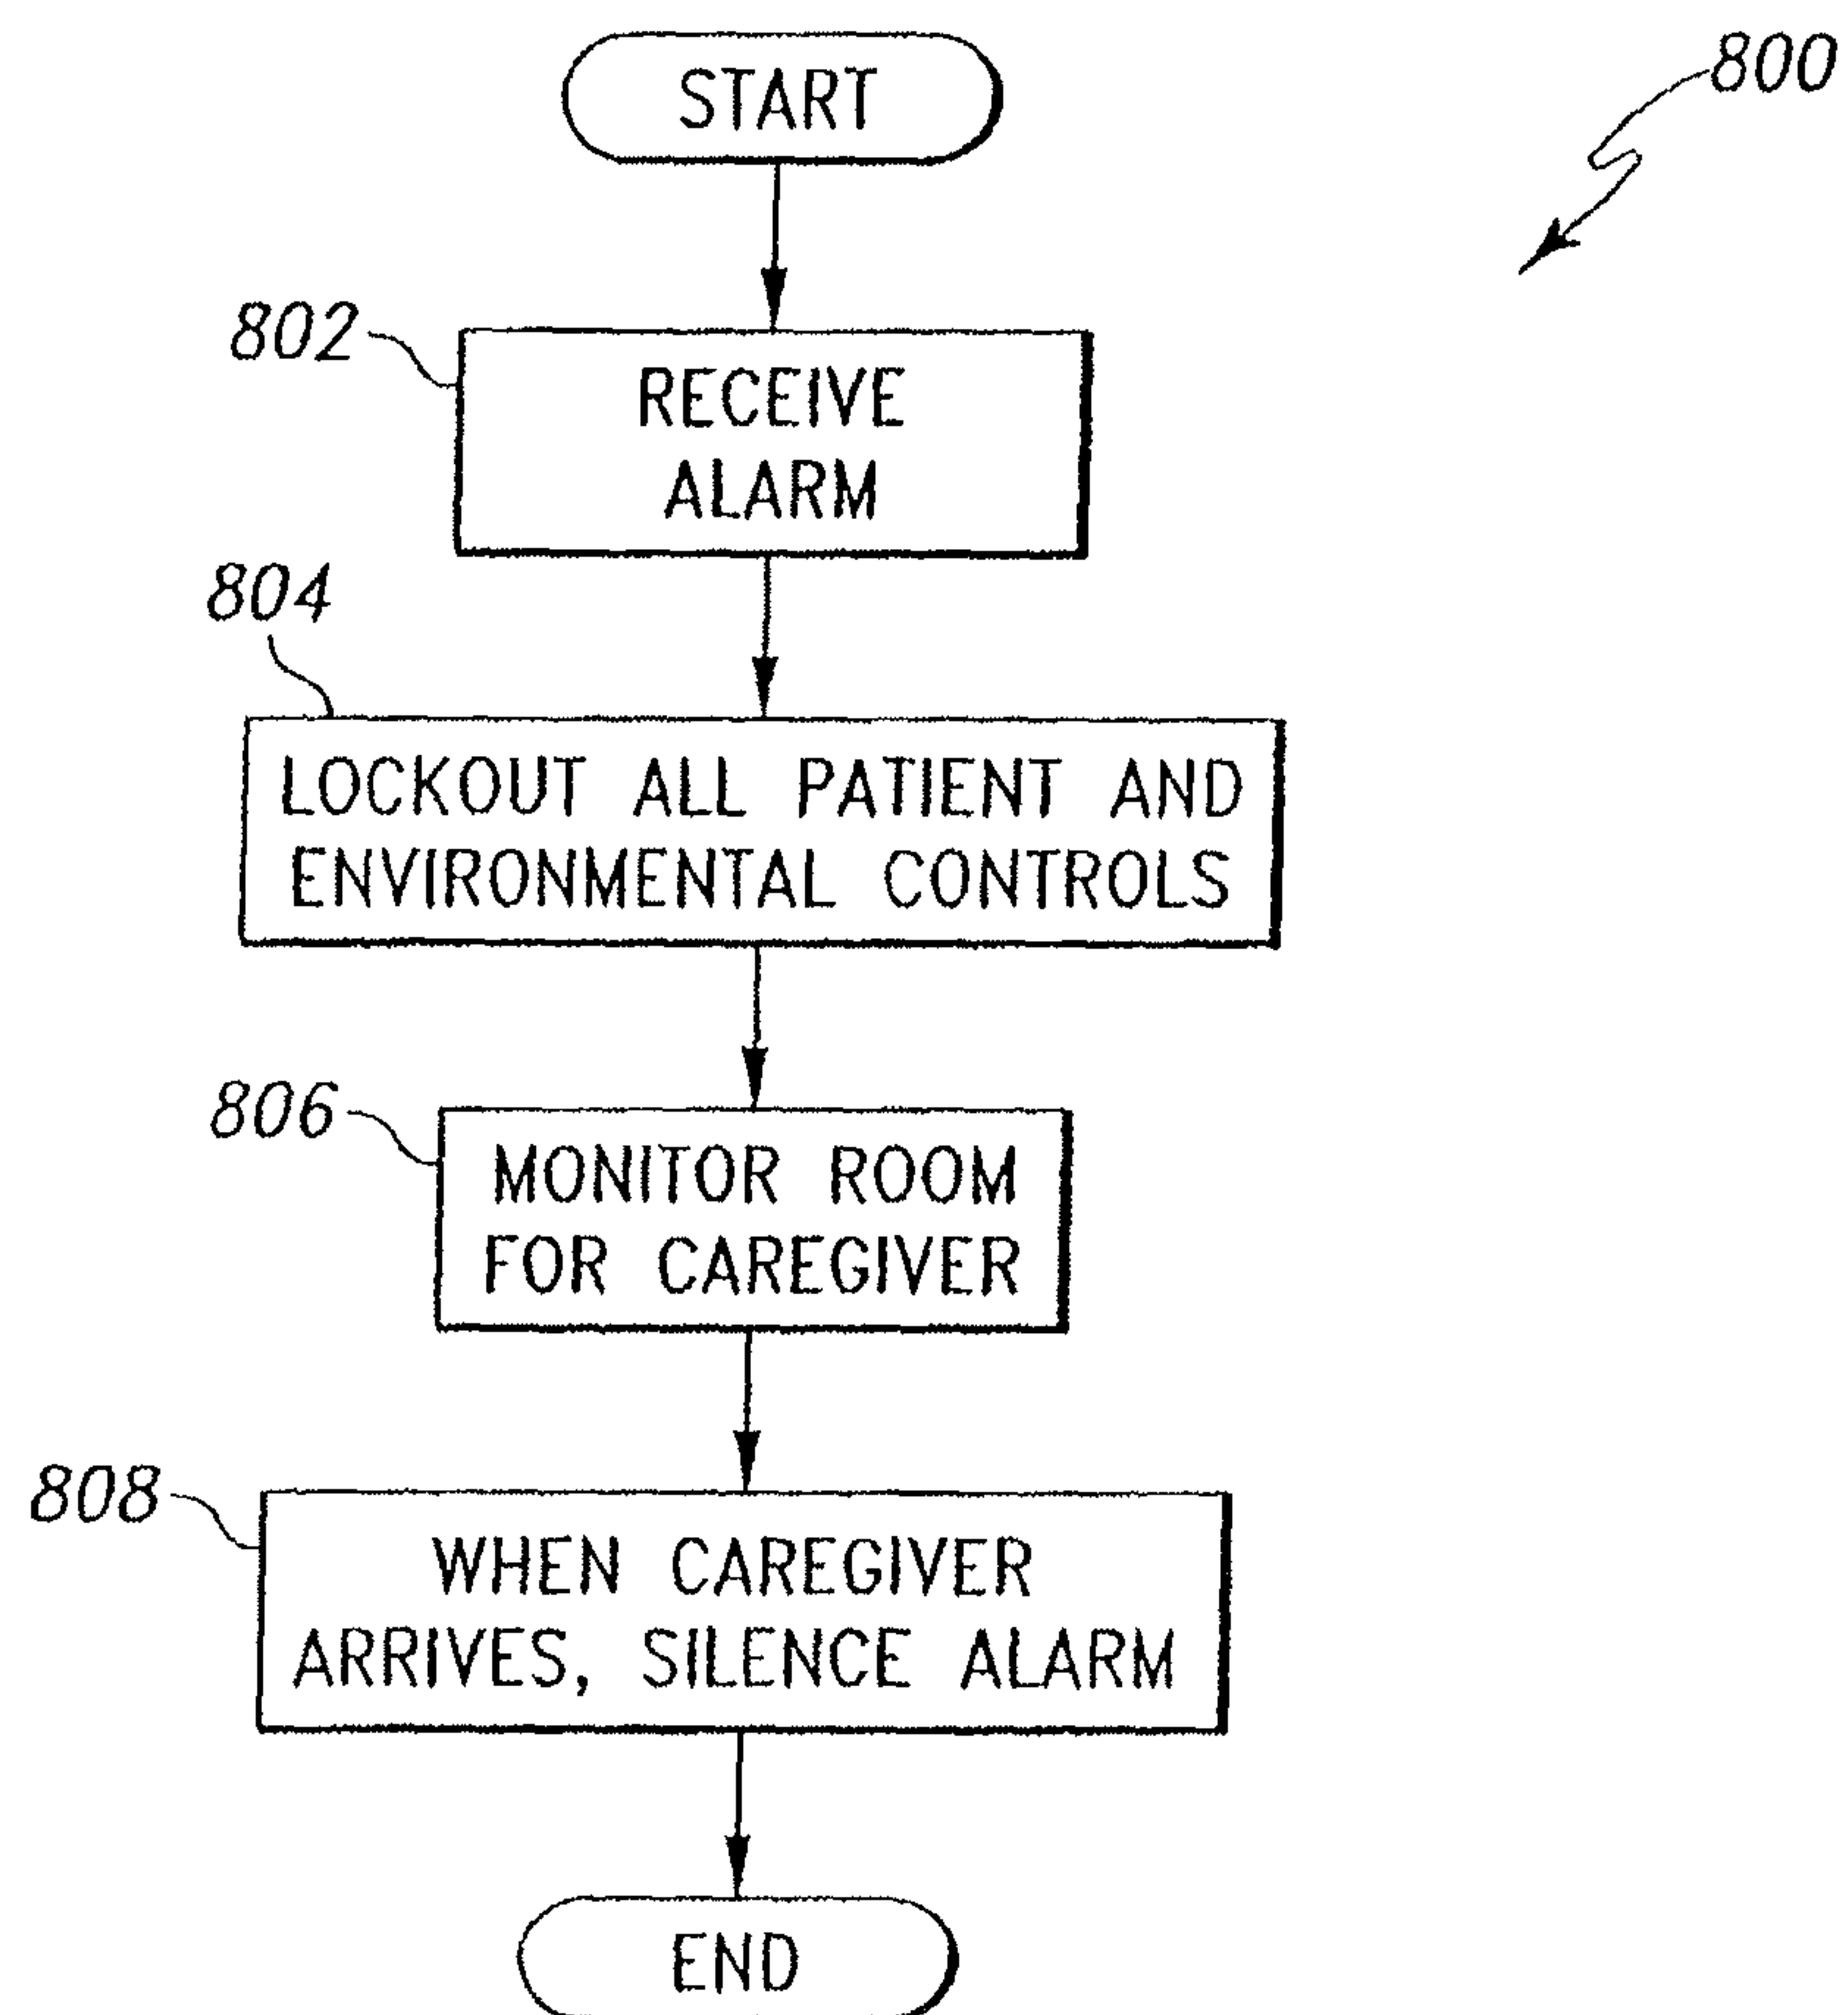 START
800
802
RECEIVE
ALARM
804
LOCKOUT ALL PATIENT AND
ENVIRONMENTAL CONTROLS
806
MONITOR ROOM
FOR CAREGIVER
808
WHEN CAREGIVER
ARRIVES, SILENCE ALARM
END